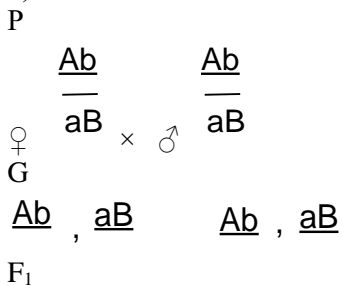 P
Ab Ab
aB aB
♀ × ♂
G
Ab , aB Ab , aB
F₁